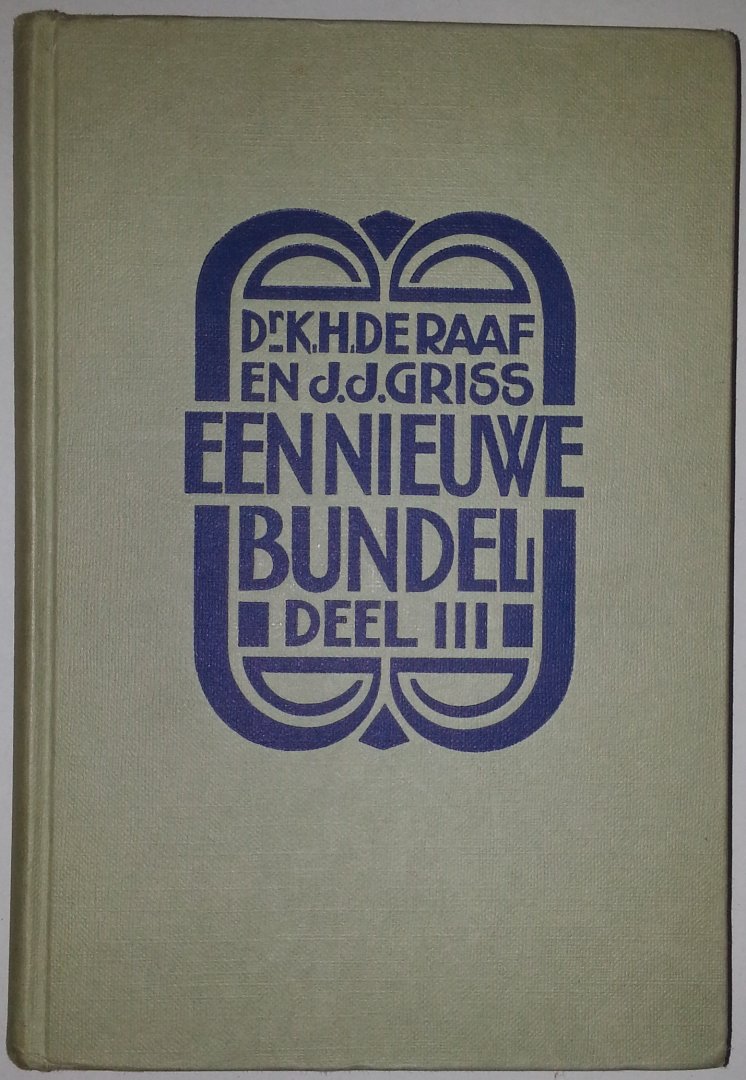 Dr. K.H. DE RAAF
EN J.J. GRISS
EEN NIEUWE
BUNDEL
DEEL III